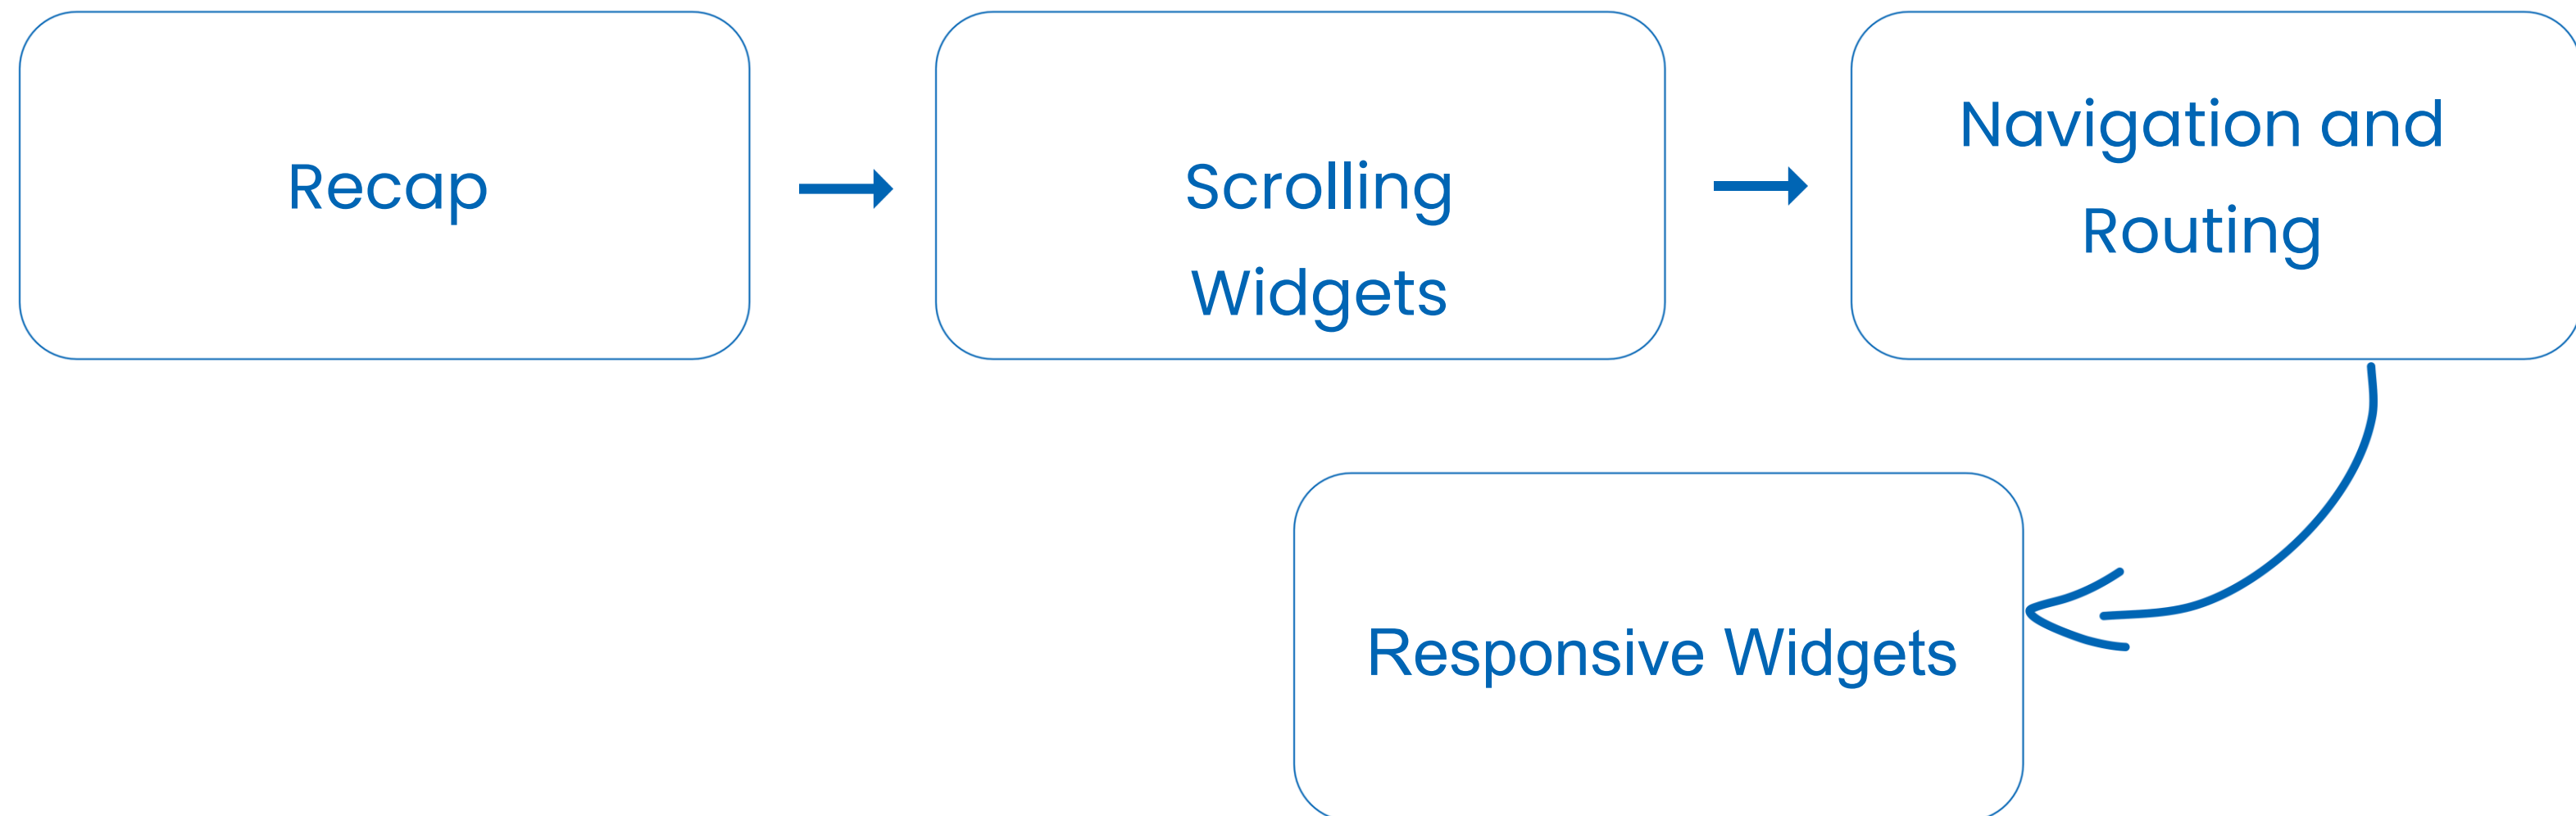 Recap
Scrolling
Widgets
Navigation and
Routing
Responsive Widgets